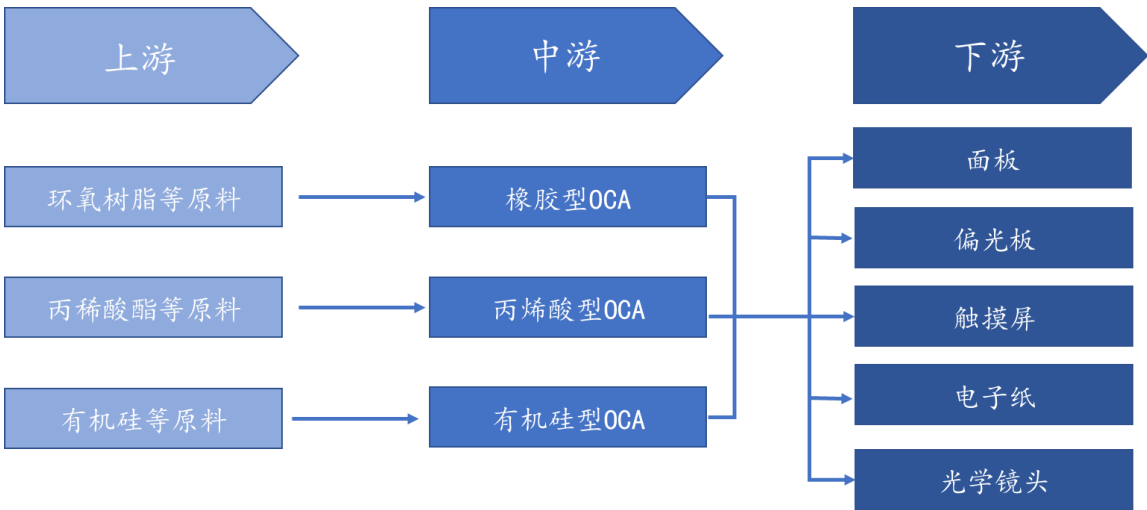 上游
中游
下游
环氧树脂等原料
橡胶型OCA
面板
偏光板
丙稀酸酯等原料
丙烯酸型OCA
触摸屏
电子纸
有机硅等原料
有机硅型OCA
光学镜头